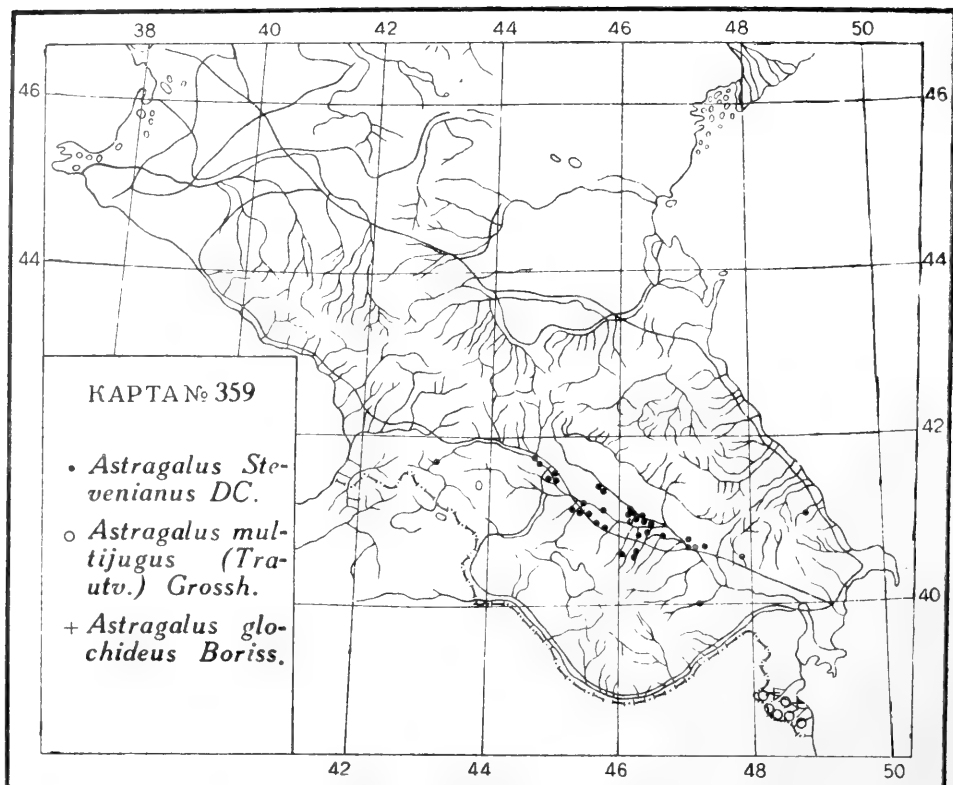 38 40 42 44 46 48 50
46 46
44 44
КАРТА № 359
42
• Astragalus Ste-
venianus DC.
○ Astragalus mul-
tijugus (Tra-
utv.) Grossh.
+ Astragalus glo-
chideus Boriss.
40
42 44 46 48 50